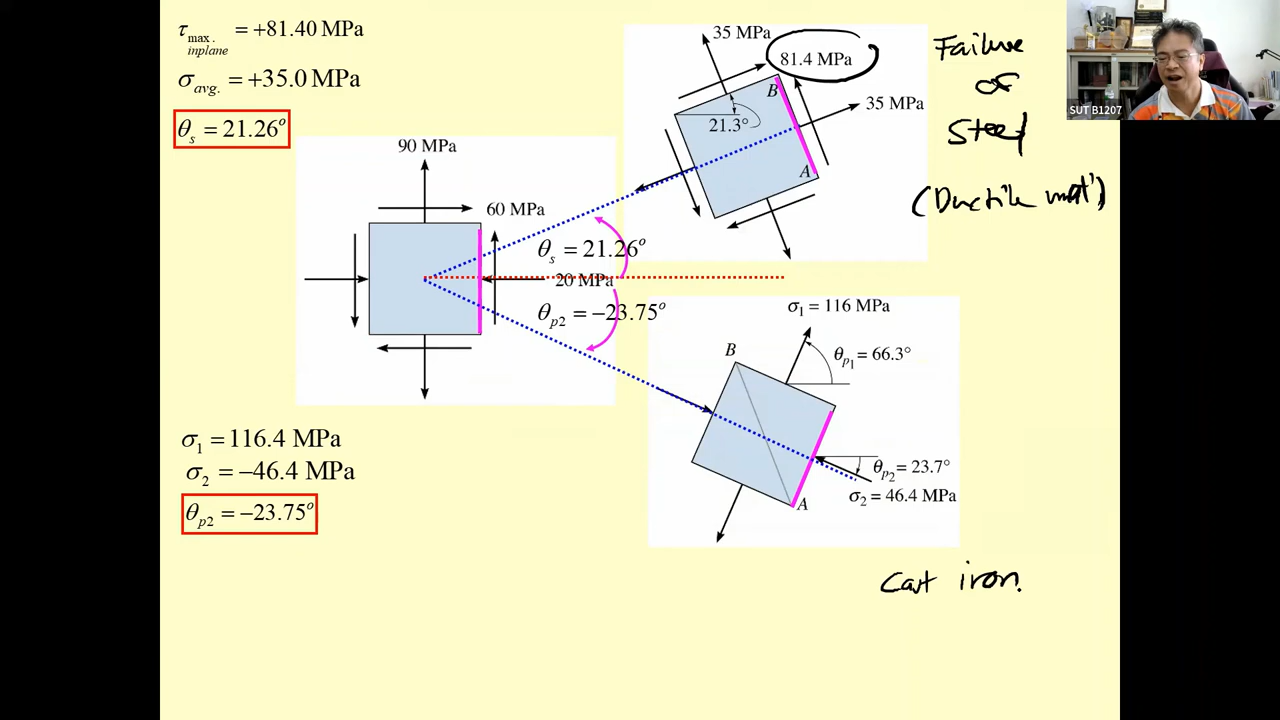 τmax. inplane = +81.40 MPa
σavg. = +35.0 MPa
θs = 21.26°
90 MPa
60 MPa
20 MPa
θs = 21.26°
θp2 = −23.75°
35 MPa
81.4 MPa
35 MPa
B
21.3°
A
Failure
of
Steel
(Ductile mat'l)
SUT B1207
σ1 = 116 MPa
B
θp1 = 66.3°
θp2 = 23.7°
σ2 = 46.4 MPa
A
σ1 = 116.4 MPa
σ2 = −46.4 MPa
θp2 = −23.75°
Cast iron.